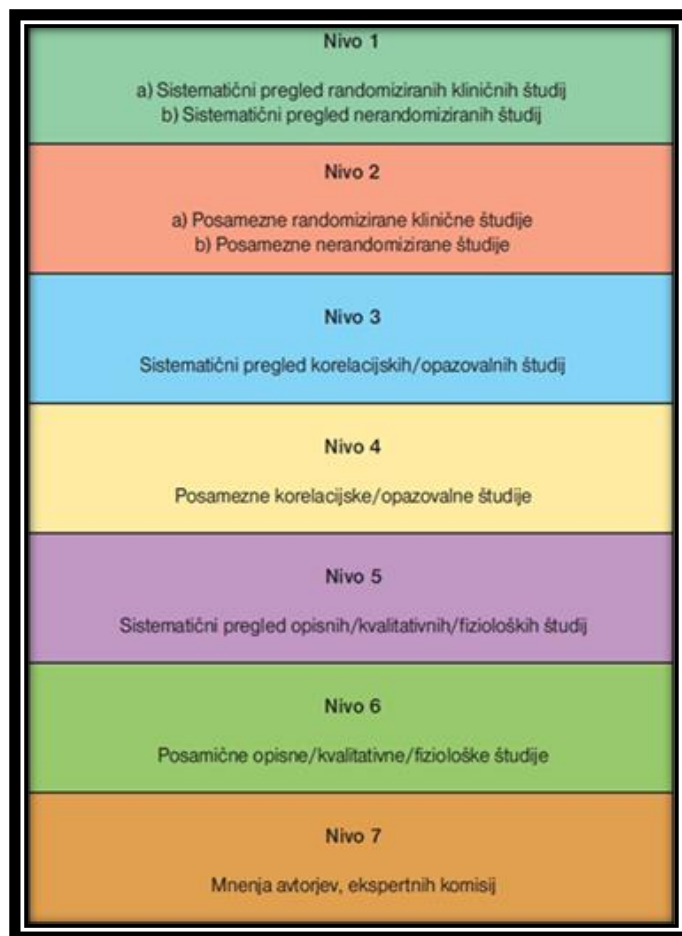 Nivo 1
a) Sistematični pregled randomiziranih kliničnih študij
b) Sistematični pregled nerandomiziranih študij
Nivo 2
a) Posamezne randomizirane klinične študije
b) Posamezne nerandomizirane študije
Nivo 3
Sistematični pregled korelacijskih/opazovalnih študij
Nivo 4
Posamezne korelacijske/opazovalne študije
Nivo 5
Sistematični pregled opisnih/kvalitativnih/fizioloških študij
Nivo 6
Posamične opisne/kvalitativne/fiziološke študije
Nivo 7
Mnenja avtorjev, ekspertnih komisij